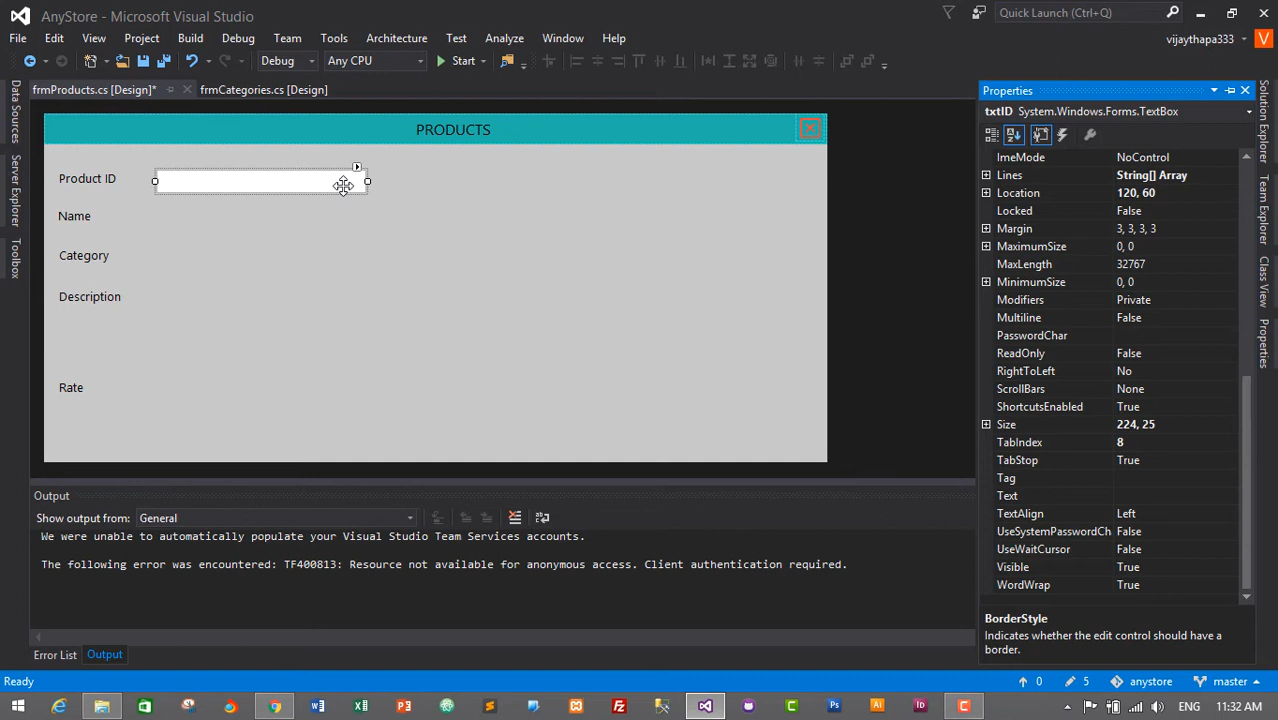 AnyStore - Microsoft Visual Studio
Quick Launch (Ctrl+Q)
File Edit View Project Build Debug Team Tools Architecture Test Analyze Window Help
vijaythapa333 V
Debug Any CPU Start
frmProducts.cs [Design]* frmCategories.cs [Design]
Data Sources
Server Explorer
Toolbox
PRODUCTS
Product ID
Name
Category
Description
Rate
Output
Show output from: General
We were unable to automatically populate your Visual Studio Team Services accounts.
The following error was encountered: TF400813: Resource not available for anonymous access. Client authentication required.
Error List Output
Properties
txtID System.Windows.Forms.TextBox
ImeMode NoControl
Lines String[] Array
Location 120, 60
Locked False
Margin 3, 3, 3, 3
MaximumSize 0, 0
MaxLength 32767
MinimumSize 0, 0
Modifiers Private
Multiline False
PasswordChar
ReadOnly False
RightToLeft No
ScrollBars None
ShortcutsEnabled True
Size 224, 25
TabIndex 8
TabStop True
Tag
Text
TextAlign Left
UseSystemPasswordCh False
UseWaitCursor False
Visible True
WordWrap True
BorderStyle
Indicates whether the edit control should have a
border.
Solution Explorer
Team Explorer
Class View
Properties
Ready 0 5 anystore master
ENG 11:32 AM